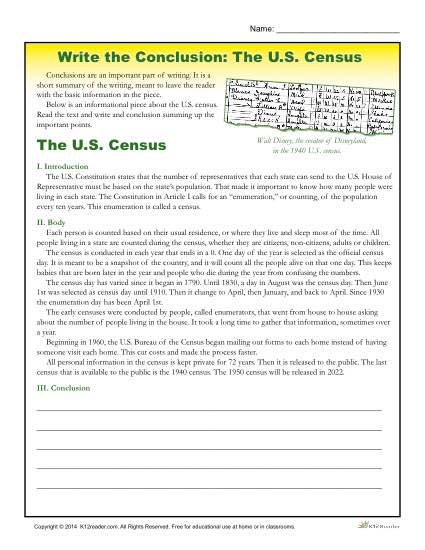 Name: ____________________
Write the Conclusion: The U.S. Census
Conclusions are an important part of writing. It is a
short summary of the writing, meant to leave the reader
with the basic information in the piece.
Below is an informational piece about the U.S. census.
Read the text and write and conclusion summing up the
important points.
Walt Disney, the creator of Disneyland,
in the 1940 U.S. census.
The U.S. Census
I. Introduction
The U.S. Constitution states that the number of representatives that each state can send to the U.S. House of
Representative must be based on the state's population. That made it important to know how many people were
living in each state. The Constitution in Article I calls for an "enumeration," or counting, of the population
every ten years. This enumeration is called a census.
II. Body
Each person is counted based on their usual residence, or where they live and sleep most of the time. All
people living in a state are counted during the census, whether they are citizens, non-citizens, adults or children.
The census is conducted in each year that ends in a 0. One day of the year is selected as the official census
day. It is meant to be a snapshot of the country, and it will count all the people alive on that one day. This keeps
babies that are born later in the year and people who die during the year from confusing the numbers.
The census day has varied since it began in 1790. Until 1830, a day in August was the census day. Then June
1st was selected as census day until 1910. Then it change to April, then January, and back to April. Since 1930
the enumeration day has been April 1st.
The early censuses were conducted by people, called enumerators, that went from house to house asking
about the number of people living in the house. It took a long time to gather that information, sometimes over
a year.
Beginning in 1960, the U.S. Bureau of the Census began mailing out forms to each home instead of having
someone visit each home. This cut costs and made the process faster.
All personal information in the census is kept private for 72 years. Then it is released to the public. The last
census that is available to the public is the 1940 census. The 1950 census will be released in 2022.
III. Conclusion
Copyright © 2014 K12reader.com. All Rights Reserved. Free for educational use at home or in classrooms.
K12Reader